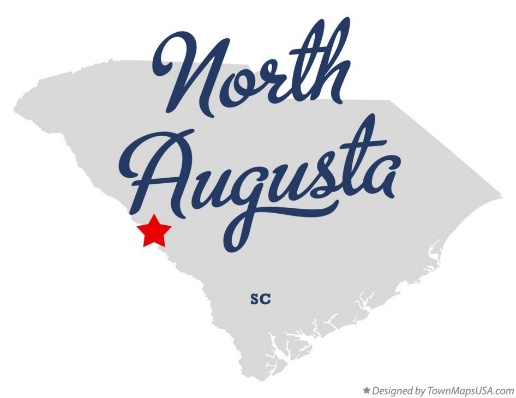 North
Augusta
SC
★ Designed by TownMapsUSA.com